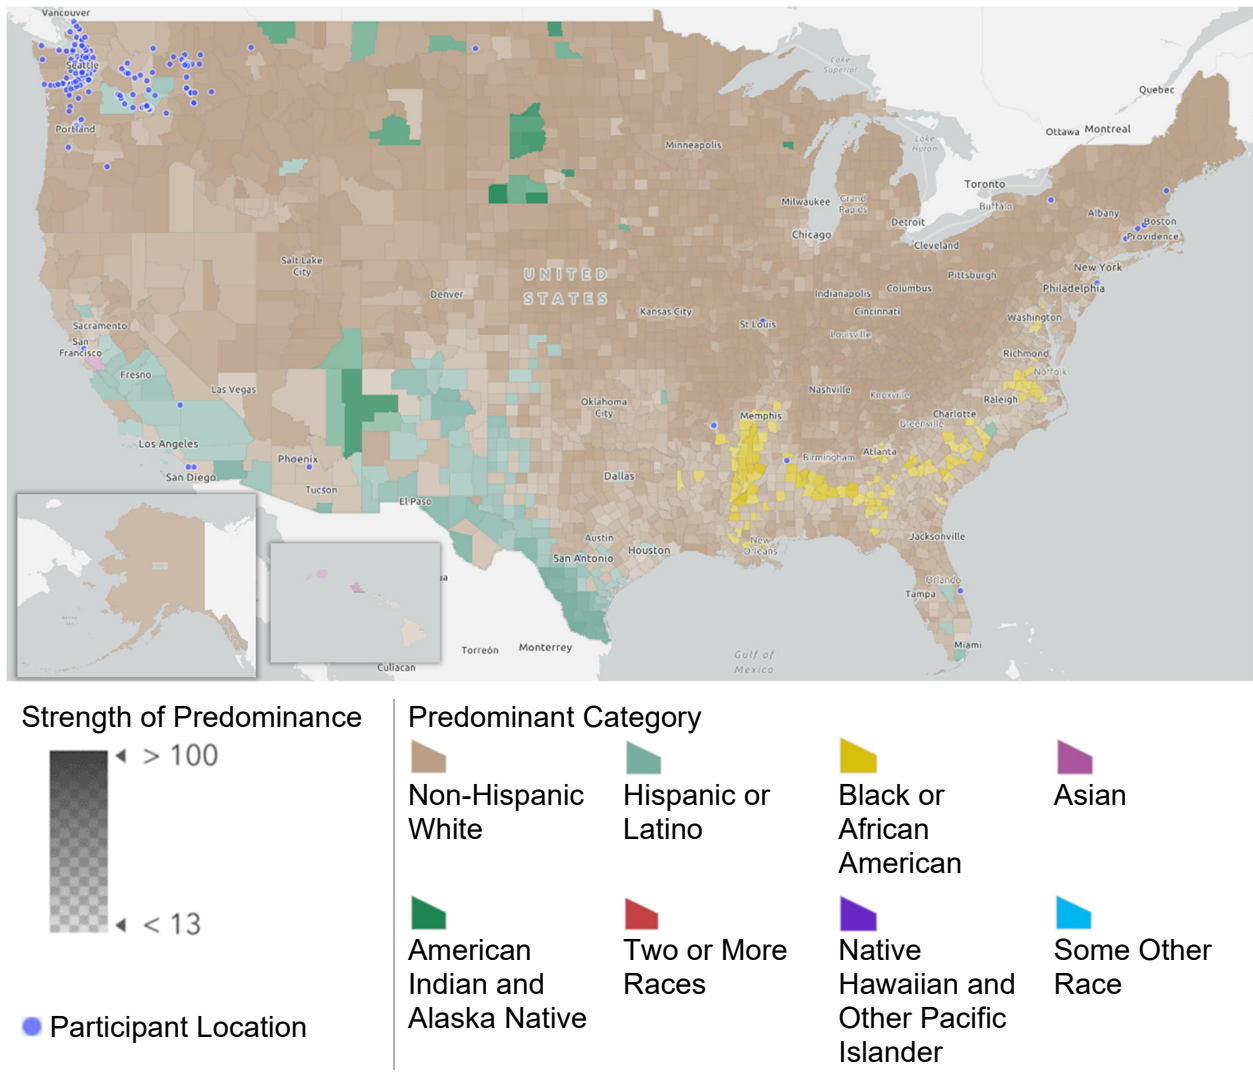 Vancouver
Seattle
Portland
Quebec
Ottawa
Montreal
Lake
Superior
Lake
Huron
Minneapolis
Toronto
Buffalo
Milwaukee
Grand
Rapids
Detroit
Chicago
Cleveland
Albany
Boston
Providence
New York
Philadelphia
Pittsburgh
Salt Lake
City
UNITED
STATES
Denver
Indianapolis
Columbus
Cincinnati
Washington
Kansas City
St Louis
Louisville
Sacramento
San
Francisco
Richmond
Norfolk
Fresno
Las Vegas
Nashville
Knoxville
Raleigh
Oklahoma
City
Memphis
Charlotte
Greenville
Los Angeles
Phoenix
Birmingham
Atlanta
San Diego
Tucson
Dallas
El Paso
Austin
San Antonio
Houston
New
Orleans
Jacksonville
Orlando
Tampa
Miami
ua
Torreón
Monterrey
Culiacan
Gulf of
Mexico
Strength of Predominance
> 100
< 13
Participant Location
Predominant Category
Non-Hispanic
White
Hispanic or
Latino
Black or
African
American
Asian
American
Indian and
Alaska Native
Two or More
Races
Native
Hawaiian and
Other Pacific
Islander
Some Other
Race